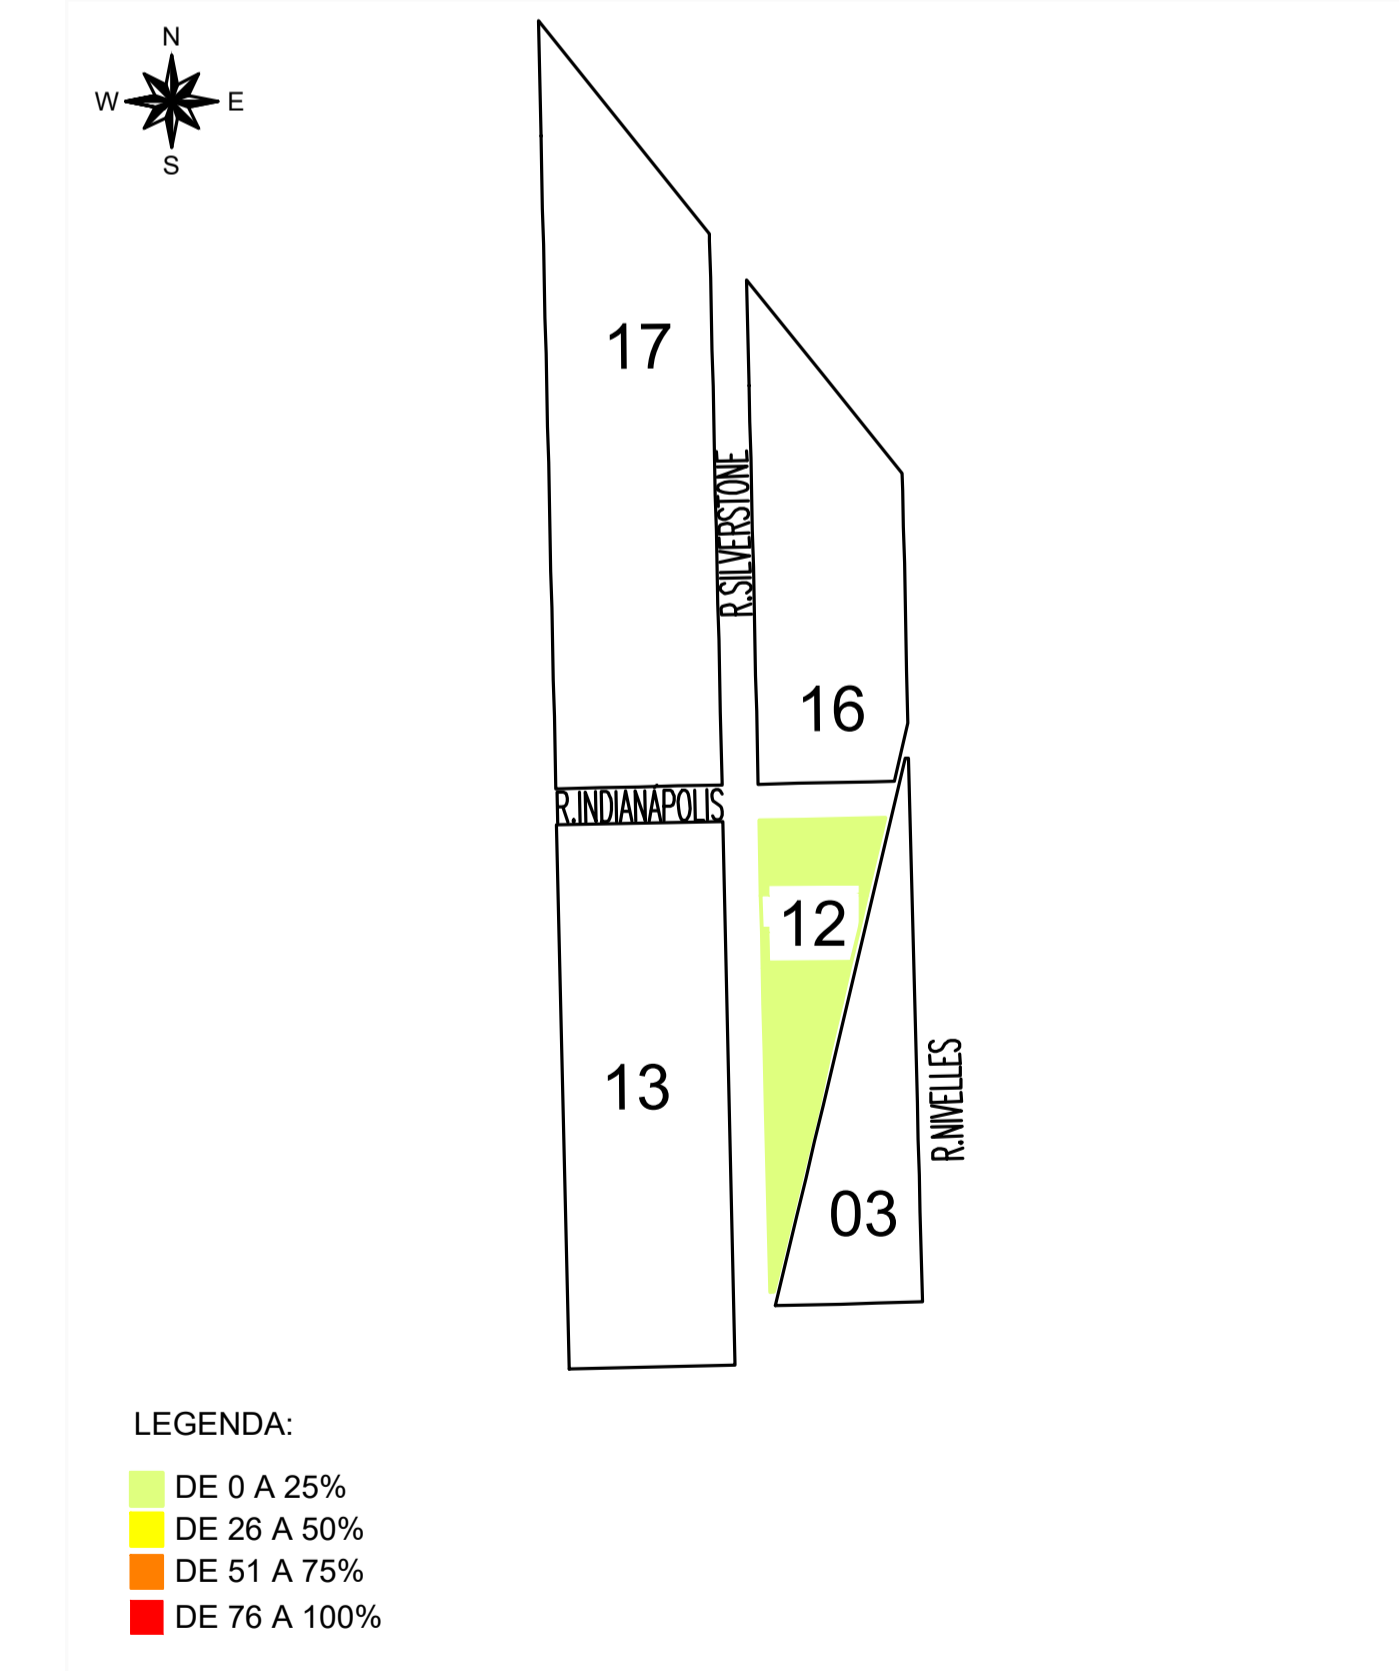 N
W E
S
17
R.SILVERSTONE
16
R.INDIANÁPOLIS
12
13
R.NIVELLES
03
LEGENDA:
DE 0 A 25%
DE 26 A 50%
DE 51 A 75%
DE 76 A 100%